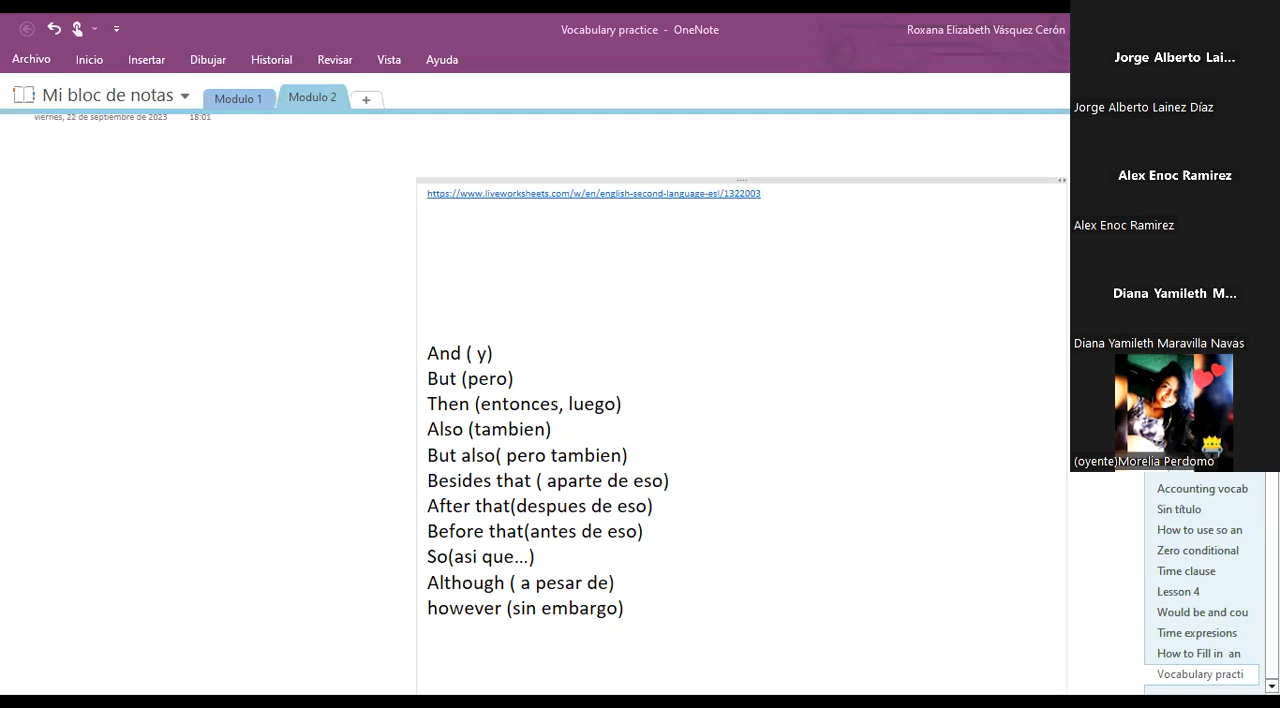 Vocabulary practice - OneNote
Roxana Elizabeth Vásquez Cerón
Archivo
Inicio
Insertar
Dibujar
Historial
Revisar
Vista
Ayuda
Mi bloc de notas
Modulo 1
Modulo 2
viernes, 22 de septiembre de 2023
18:01
https://www.liveworksheets.com/w/en/english-second-language-esl/1322003
And ( y)
But (pero)
Then (entonces, luego)
Also (tambien)
But also( pero tambien)
Besides that ( aparte de eso)
After that(despues de eso)
Before that(antes de eso)
So(asi que...)
Although ( a pesar de)
however (sin embargo)
Jorge Alberto Lai...
Jorge Alberto Lainez Díaz
Alex Enoc Ramirez
Alex Enoc Ramirez
Diana Yamileth M...
Diana Yamileth Maravilla Navas
(oyente)Morelia Perdomo
Accounting vocab
Sin título
How to use so an
Zero conditional
Time clause
Lesson 4
Would be and cou
Time expresions
How to Fill in an
Vocabulary practi